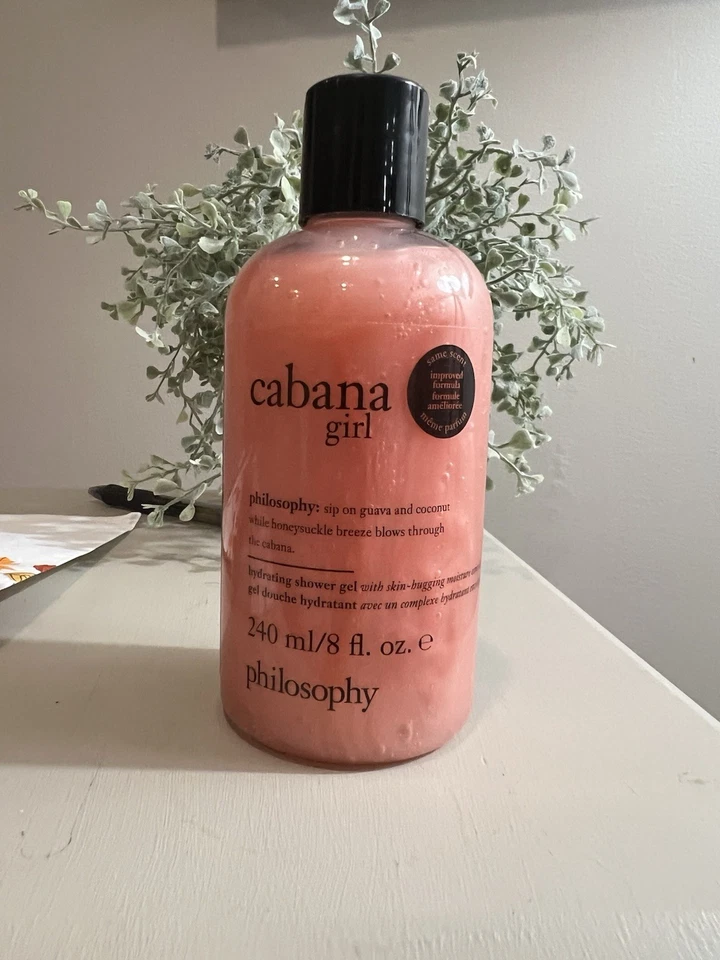 cabana
girl
same scent
improved
formula
formule
améliorée
même parfum
philosophy: sip on guava and coconut
while honeysuckle breeze blows through
the cabana.
hydrating shower gel with skin-hugging moisture
gel douche hydratant avec un complexe hydratant
240 ml/8 fl. oz. ℮
philosophy